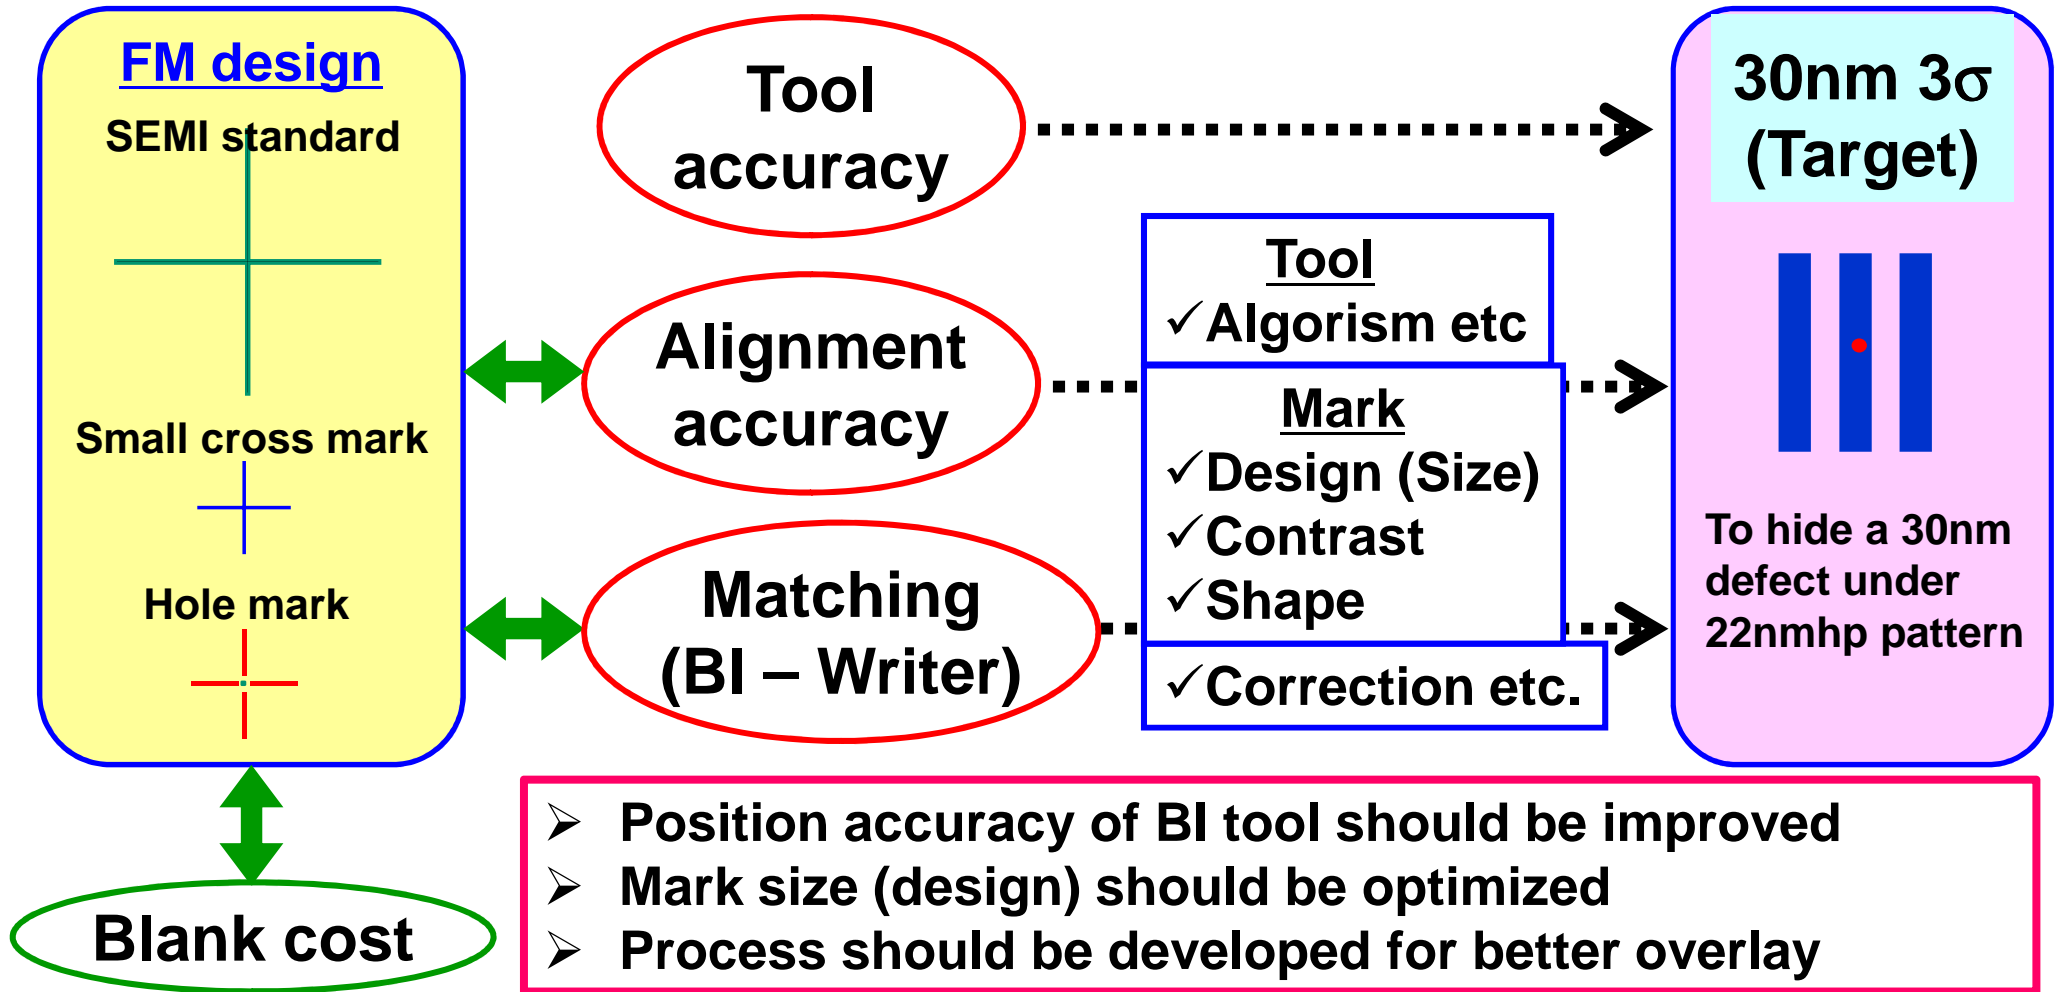 FM design
SEMI standard
Small cross mark
Hole mark
Blank cost
Tool
accuracy
Alignment
accuracy
Matching
(BI – Writer)
Tool
✓Algorism etc
Mark
✓Design (Size)
✓Contrast
✓Shape
✓Correction etc.
30nm 3σ
(Target)
To hide a 30nm
defect under
22nmhp pattern
➢ Position accuracy of BI tool should be improved
➢ Mark size (design) should be optimized
➢ Process should be developed for better overlay